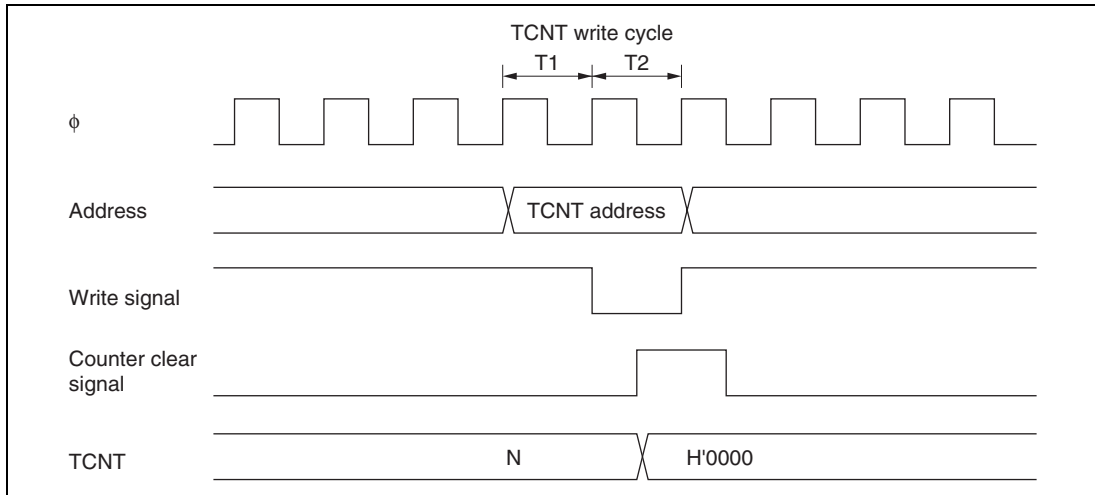 TCNT write cycle
T1 T2
ϕ
Address
TCNT address
Write signal
Counter clear
signal
TCNT
N
H'0000